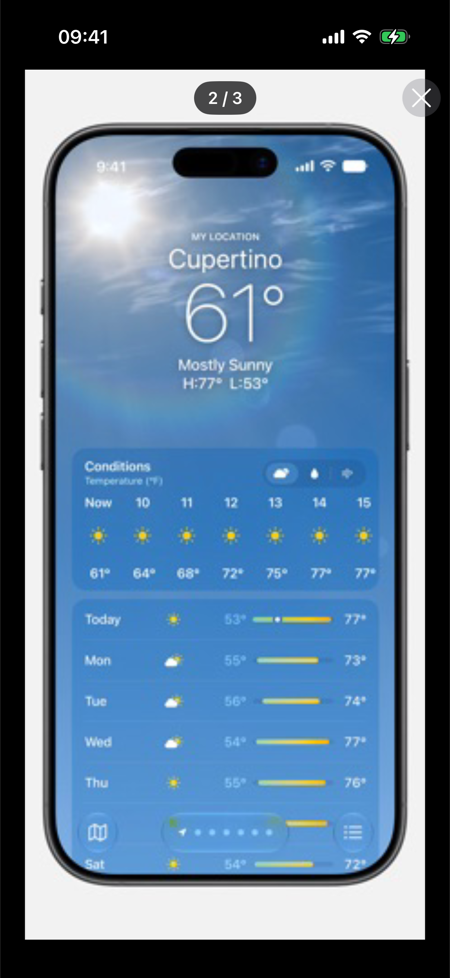 09:41
2 / 3
9:41
MY LOCATION
Cupertino
61°
Mostly Sunny
H:77° L:53°
Conditions
Temperature (°F)
Now 10 11 12 13 14 15
61° 64° 68° 72° 75° 77° 77°
Today 53° 77°
Mon 55° 73°
Tue 56° 74°
Wed 54° 77°
Thu 55° 76°
Sat 54° 72°